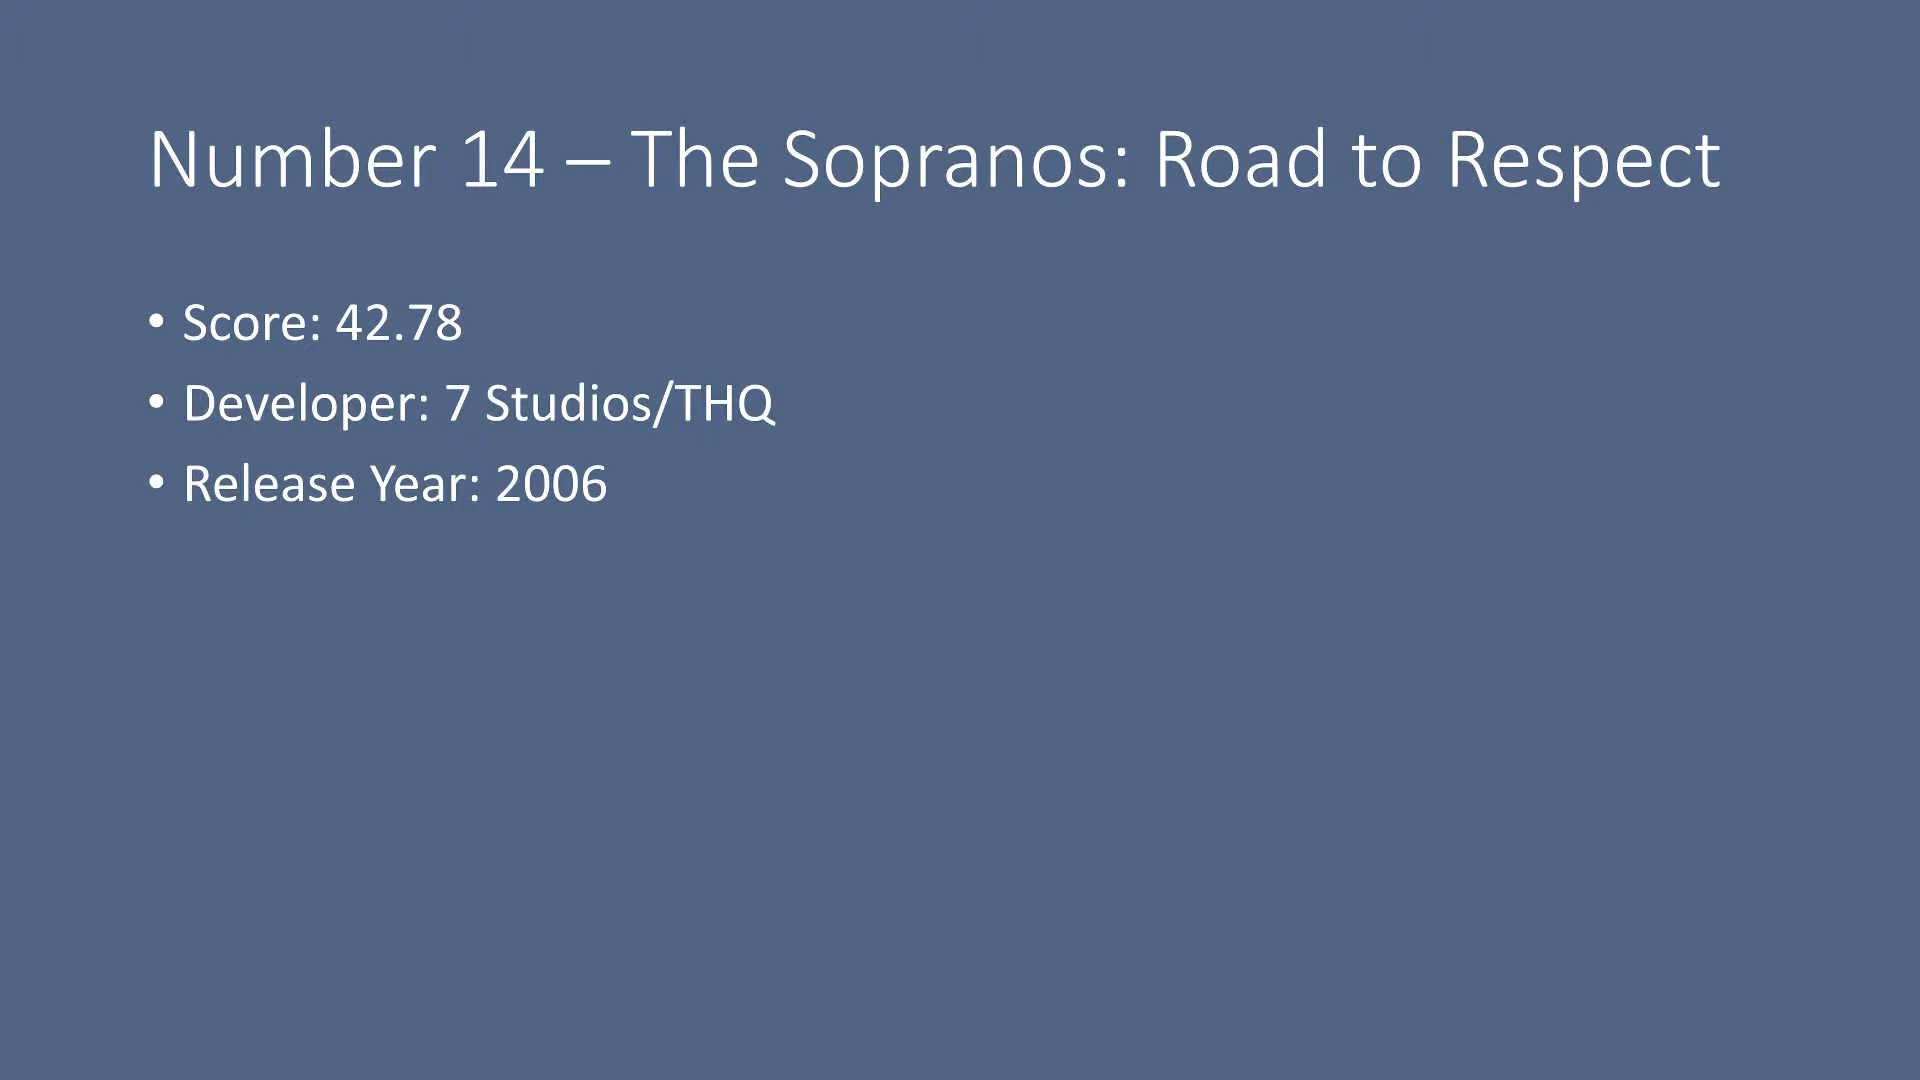 Number 14 – The Sopranos: Road to Respect
• Score: 42.78
• Developer: 7 Studios/THQ
• Release Year: 2006